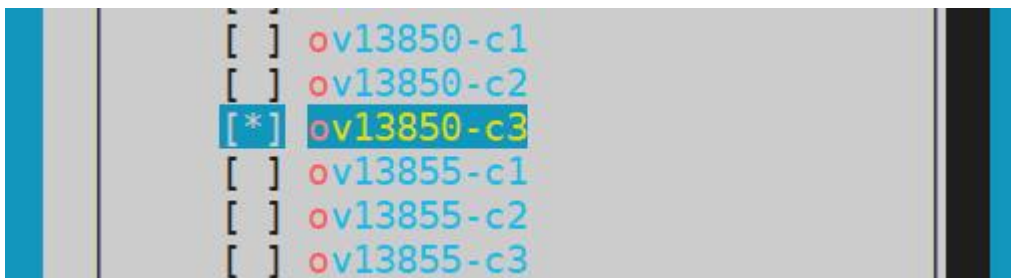 [ ] ov13850-c1
[ ] ov13850-c2
[*] ov13850-c3
[ ] ov13855-c1
[ ] ov13855-c2
[ ] ov13855-c3